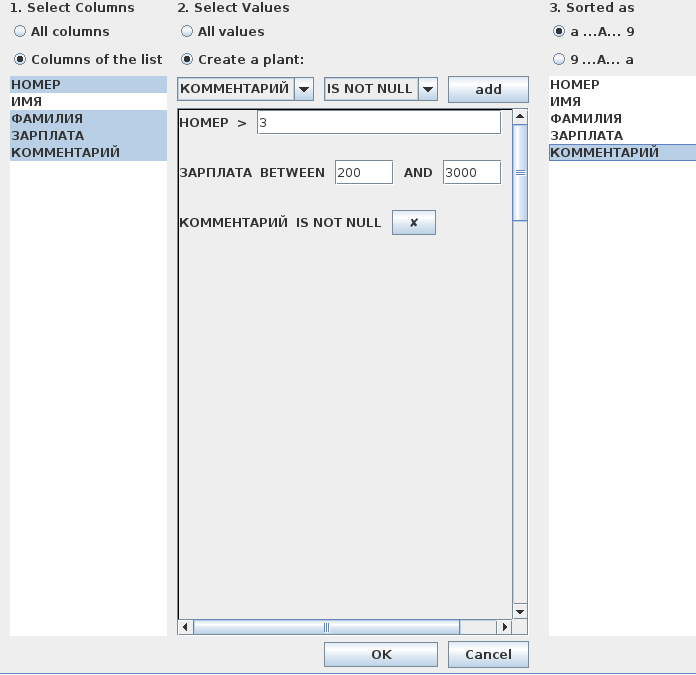 1. Select Columns
All columns
Columns of the list
НОМЕР
ИМЯ
ФАМИЛИЯ
ЗАРПЛАТА
КОММЕНТАРИЙ
2. Select Values
All values
Create a plant:
КОММЕНТАРИЙ IS NOT NULL add
НОМЕР > 3
ЗАРПЛАТА BETWEEN 200 AND 3000
КОММЕНТАРИЙ IS NOT NULL ✘
3. Sorted as
a ...A... 9
9 ...A... a
НОМЕР
ИМЯ
ФАМИЛИЯ
ЗАРПЛАТА
КОММЕНТАРИЙ
OK Cancel